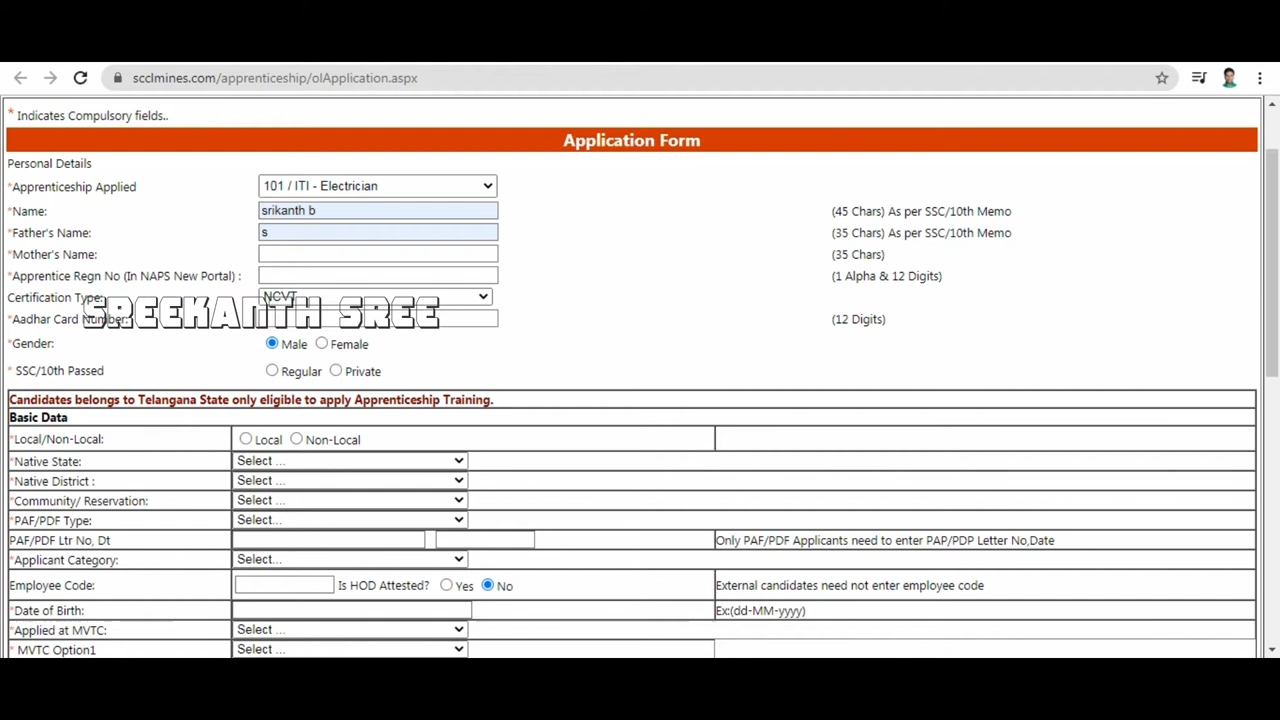 scclmines.com/apprenticeship/olApplication.aspx
* Indicates Compulsory fields..
Application Form
Personal Details
*Apprenticeship Applied 101 / ITI - Electrician
*Name: srikanth b (45 Chars) As per SSC/10th Memo
*Father's Name: s (35 Chars) As per SSC/10th Memo
*Mother's Name: (35 Chars)
*Apprentice Regn No (In NAPS New Portal) : (1 Alpha & 12 Digits)
Certification Type: NCVT
SREEKANTH SREE
*Aadhar Card Number: (12 Digits)
*Gender: Male Female
* SSC/10th Passed Regular Private
Candidates belongs to Telangana State only eligible to apply Apprenticeship Training.
Basic Data
*Local/Non-Local: Local Non-Local
*Native State: Select ...
*Native District : Select ...
*Community/ Reservation: Select ...
*PAF/PDF Type: Select...
PAF/PDF Ltr No, Dt Only PAF/PDF Applicants need to enter PAP/PDP Letter No,Date
*Applicant Category: Select...
Employee Code: Is HOD Attested? Yes No External candidates need not enter employee code
*Date of Birth: Ex:(dd-MM-yyyy)
*Applied at MVTC: Select ...
* MVTC Option1 Select ...